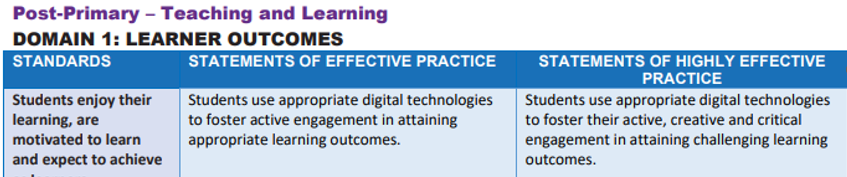 Post-Primary – Teaching and Learning
DOMAIN 1: LEARNER OUTCOMES
STANDARDS
STATEMENTS OF EFFECTIVE PRACTICE
STATEMENTS OF HIGHLY EFFECTIVE
PRACTICE
Students enjoy their
learning, are
motivated to learn
and expect to achieve
Students use appropriate digital technologies
to foster active engagement in attaining
appropriate learning outcomes.
Students use appropriate digital technologies
to foster their active, creative and critical
engagement in attaining challenging learning
outcomes.